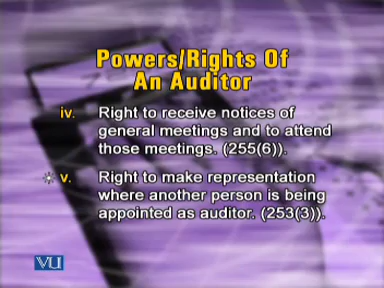 Powers/Rights Of
An Auditor
iv. Right to receive notices of
general meetings and to attend
those meetings. (255(6)).
v. Right to make representation
where another person is being
appointed as auditor. (253(3)).
VU